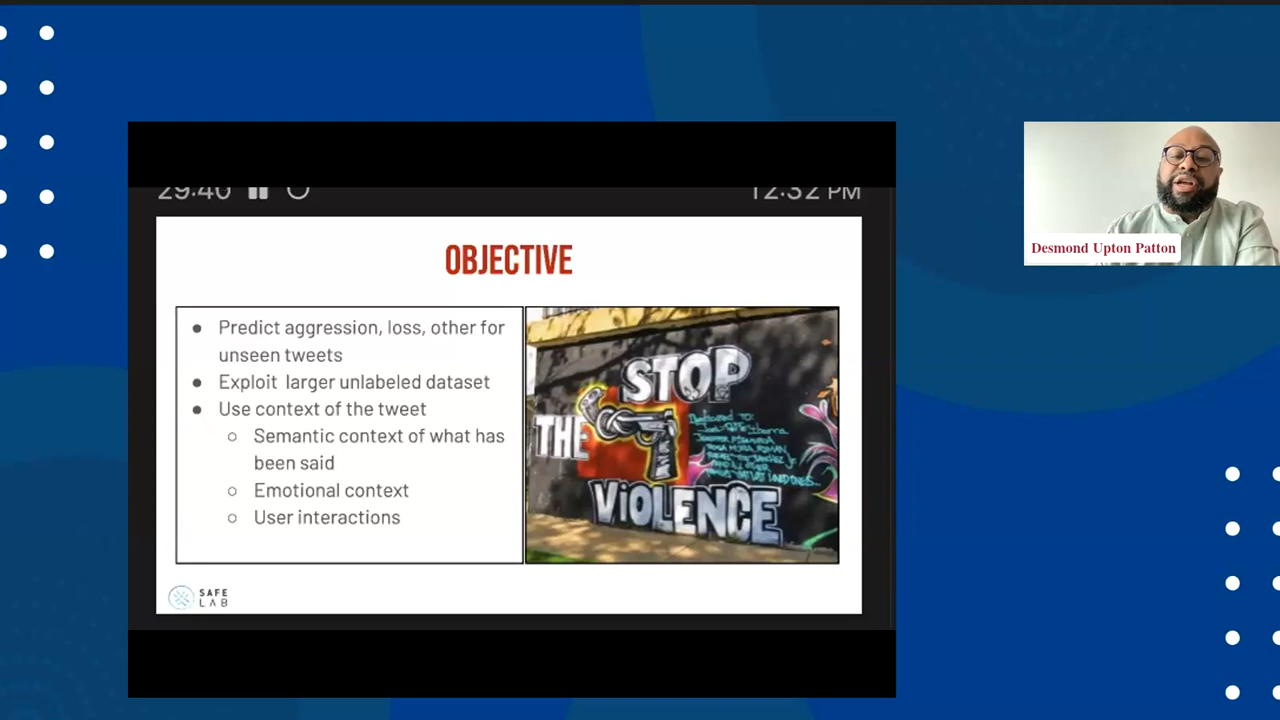 29:40
12:32 PM
OBJECTIVE
● Predict aggression, loss, other for
unseen tweets
● Exploit larger unlabeled dataset
● Use context of the tweet
○ Semantic context of what has
been said
○ Emotional context
○ User interactions
STOP
THE
VIOLENCE
Dedicated TO:
SAFE
LAB
Desmond Upton Patton